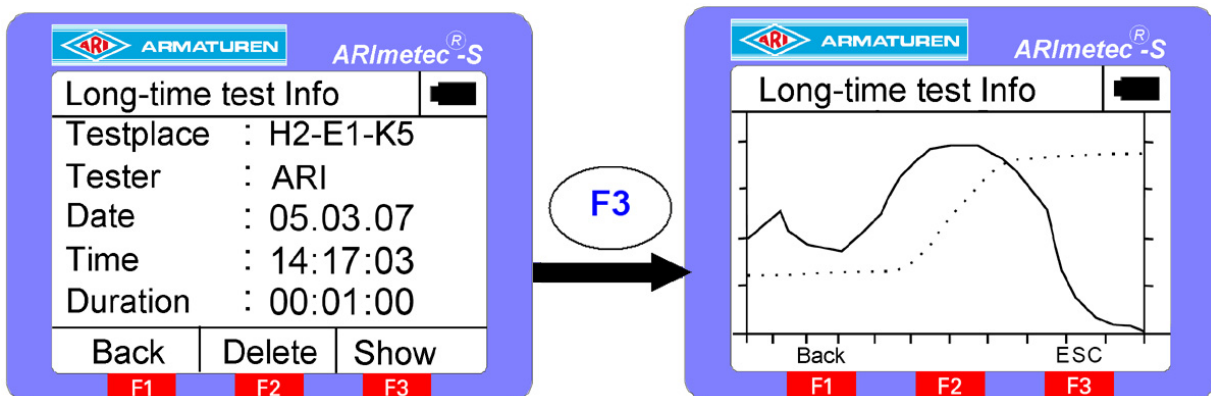 ARI ARMATUREN
ARImetec®-S
Long-time test Info
Testplace : H2-E1-K5
Tester : ARI
Date : 05.03.07
Time : 14:17:03
Duration : 00:01:00
Back Delete Show
F1 F2 F3
F3
ARI ARMATUREN
ARImetec®-S
Long-time test Info
Back ESC
F1 F2 F3